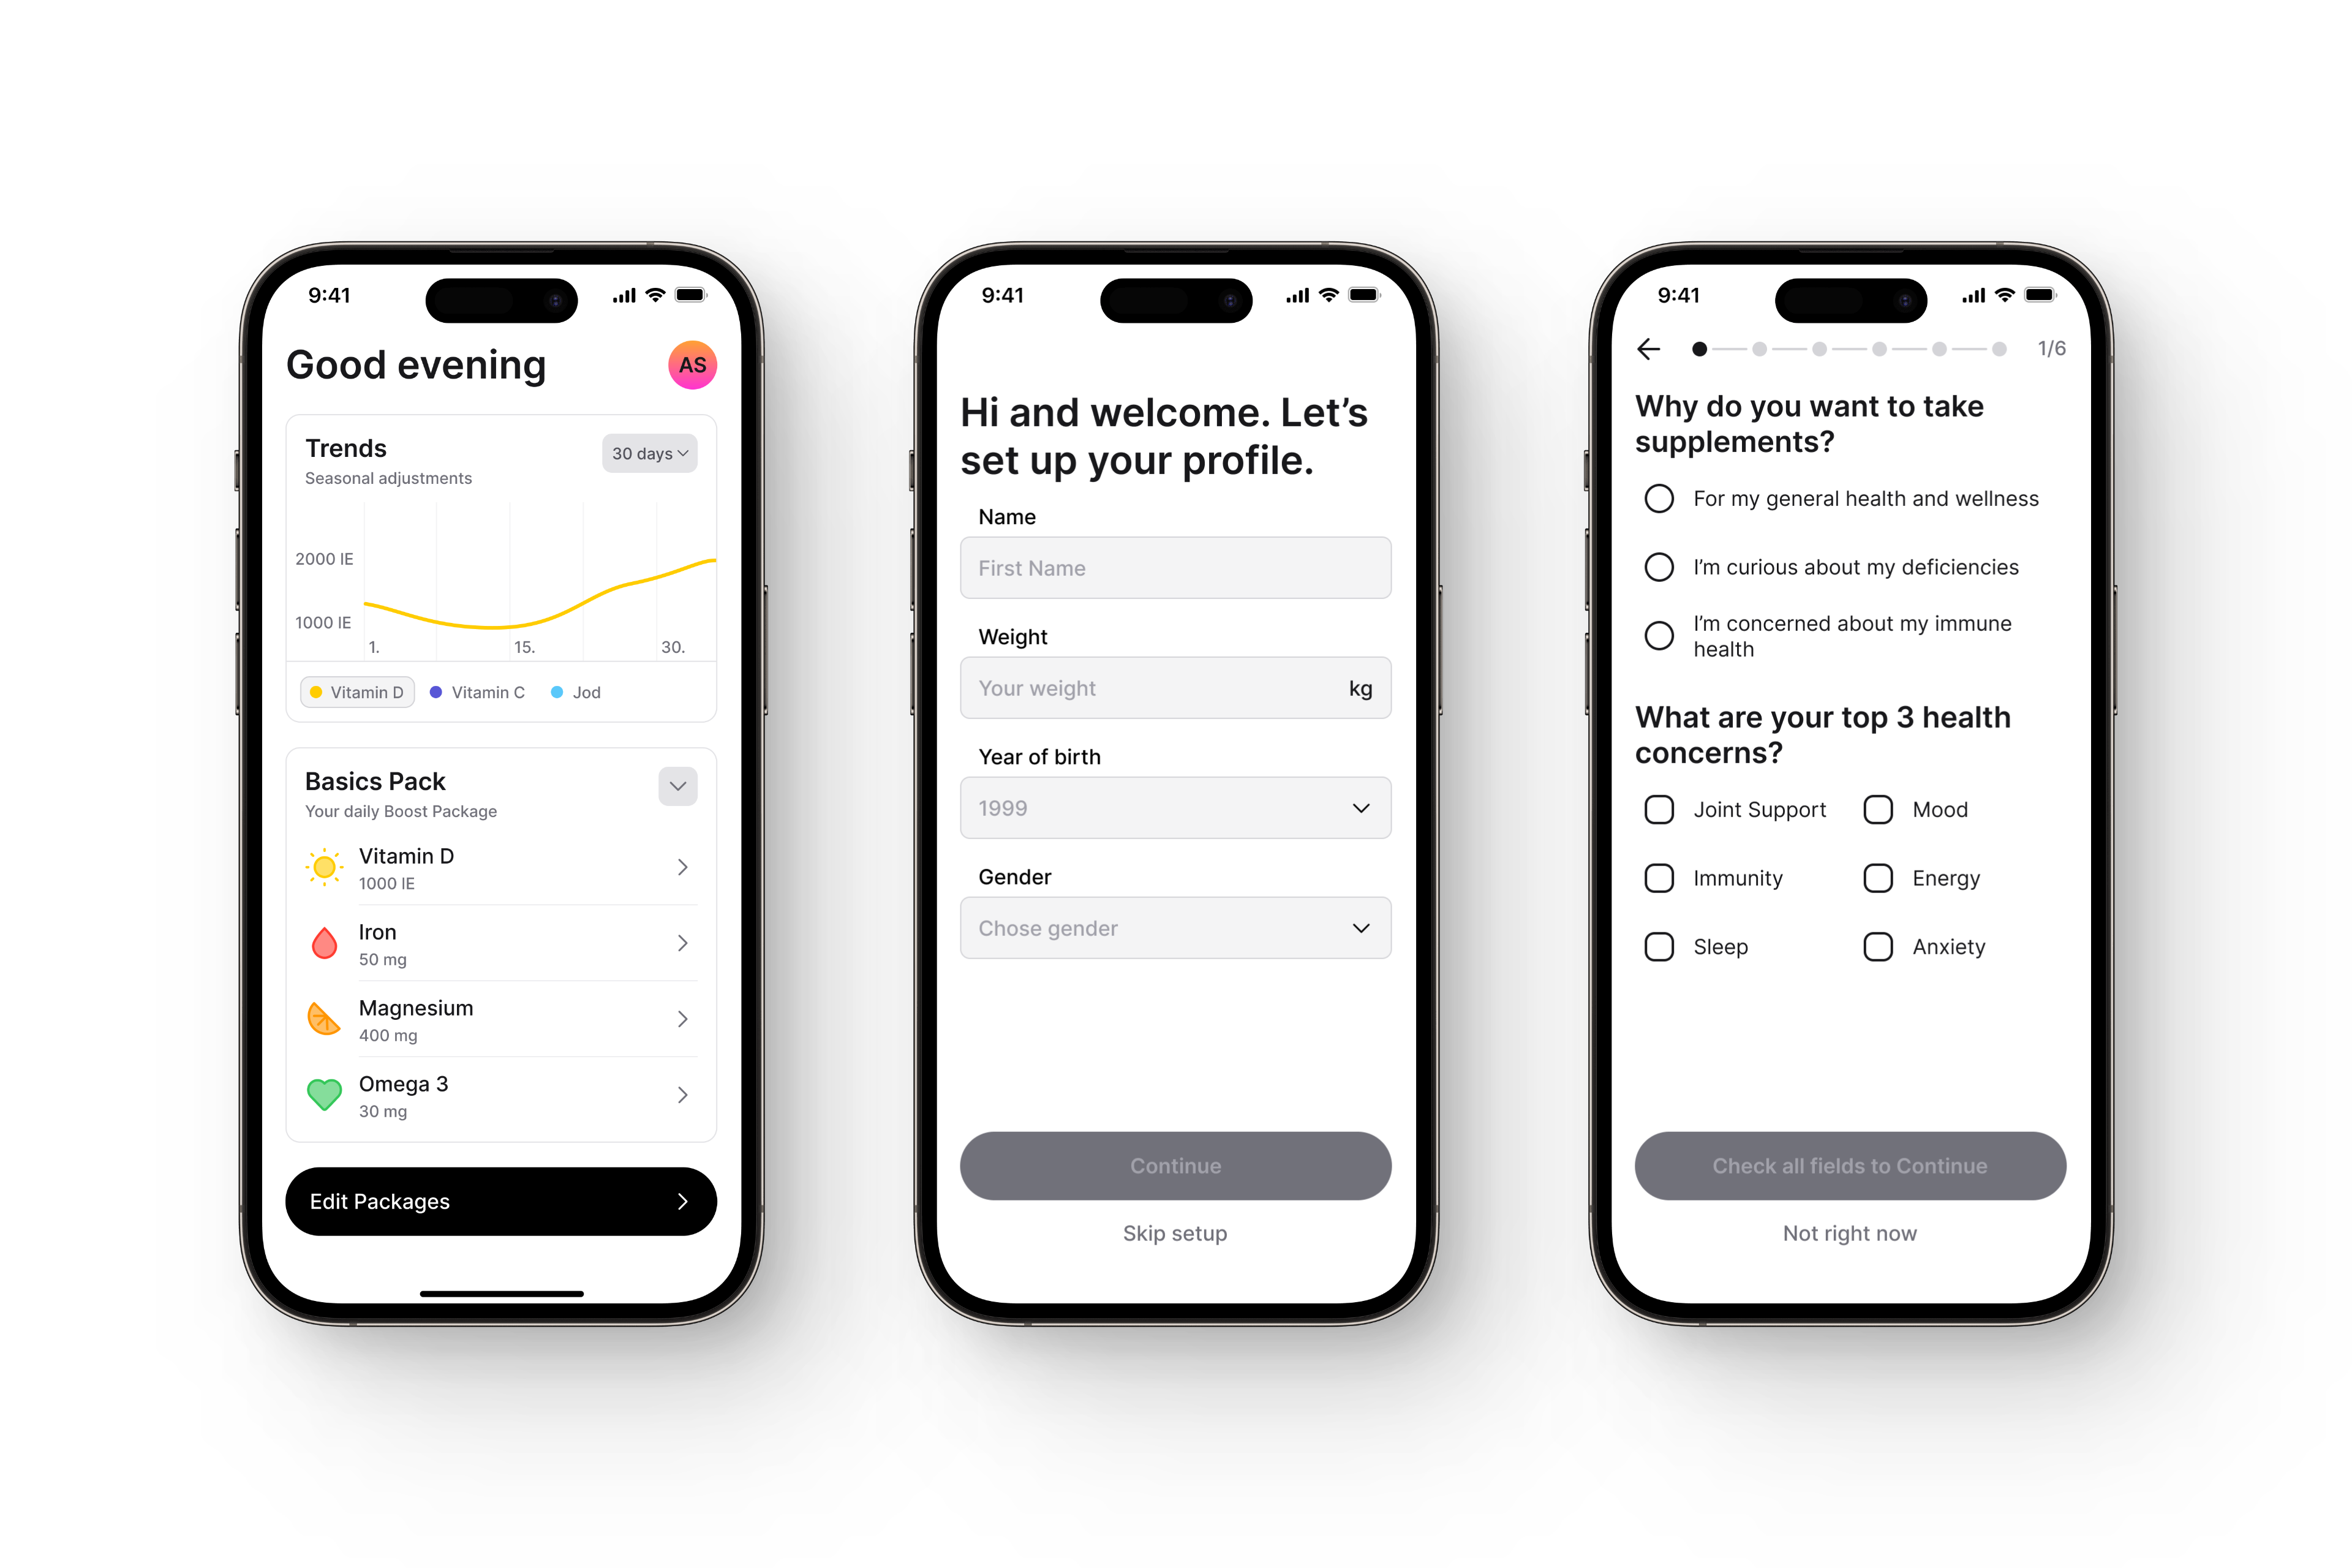 9:41
Good evening
AS
Trends
30 days
Seasonal adjustments
2000 IE
1000 IE
1.
15.
30.
Vitamin D
Vitamin C
Jod
Basics Pack
Your daily Boost Package
Vitamin D
1000 IE
Iron
50 mg
Magnesium
400 mg
Omega 3
30 mg
Edit Packages
9:41
Hi and welcome. Let’s
set up your profile.
Name
First Name
Weight
Your weight
kg
Year of birth
1999
Gender
Chose gender
Continue
Skip setup
9:41
1/6
Why do you want to take
supplements?
For my general health and wellness
I’m curious about my deficiencies
I’m concerned about my immune
health
What are your top 3 health
concerns?
Joint Support
Mood
Immunity
Energy
Sleep
Anxiety
Check all fields to Continue
Not right now